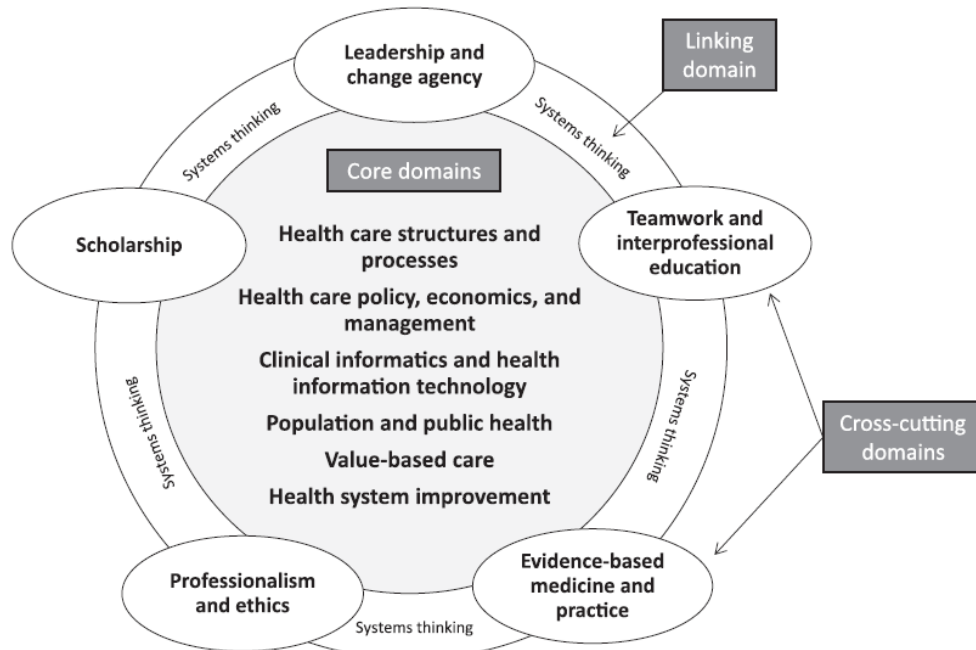 Leadership and
change agency
Linking
domain
Systems thinking
Systems thinking
Core domains
Scholarship
Teamwork and
interprofessional
education
Health care structures and
processes
Health care policy, economics, and
management
Clinical informatics and health
information technology
Population and public health
Value-based care
Health system improvement
Systems thinking
Systems thinking
Cross-cutting
domains
Professionalism
and ethics
Evidence-based
medicine and
practice
Systems thinking